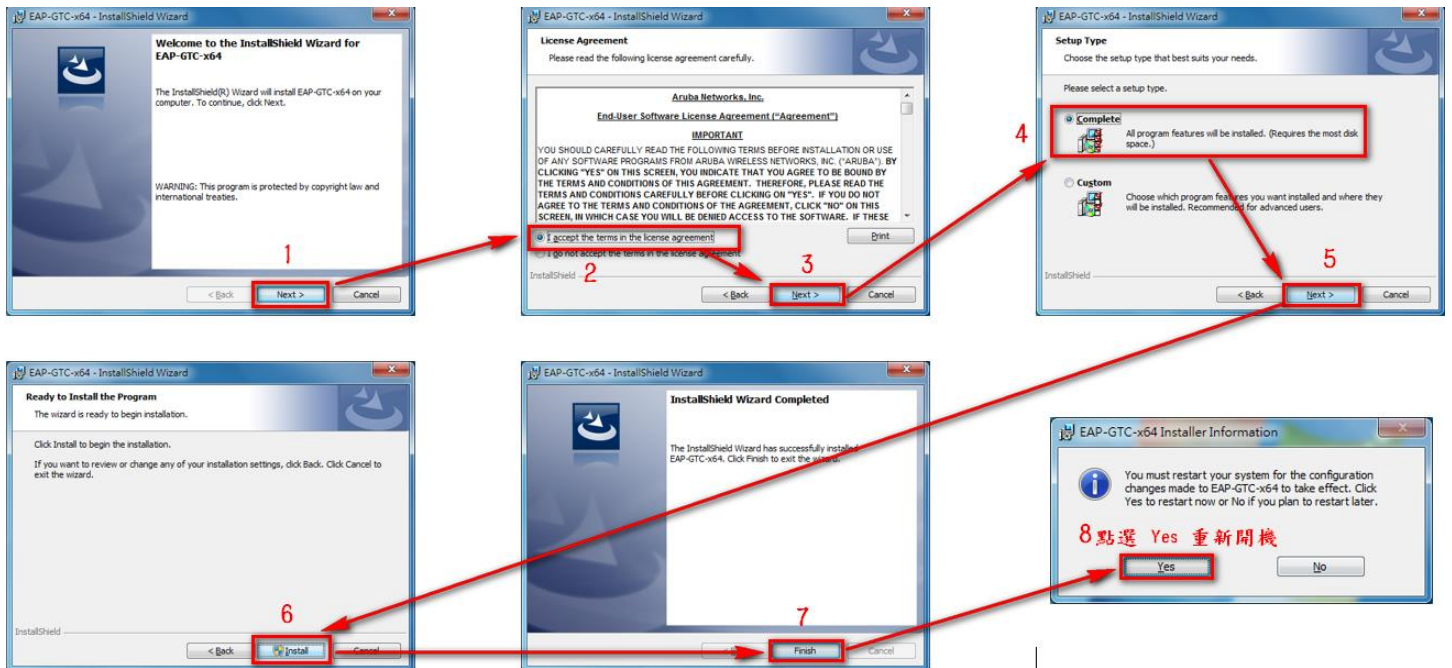 EAP-GTC-x64 - InstallShield Wizard
Welcome to the InstallShield Wizard for
EAP-GTC-x64
The InstallShield(R) Wizard will install EAP-GTC-x64 on your
computer. To continue, click Next.
WARNING: This program is protected by copyright law and
international treaties.
1
< Back
Next >
Cancel
EAP-GTC-x64 - InstallShield Wizard
License Agreement
Please read the following license agreement carefully.
Aruba Networks, Inc.
End-User Software License Agreement ("Agreement")
IMPORTANT
YOU SHOULD CAREFULLY READ THE FOLLOWING TERMS BEFORE INSTALLATION OR USE
OF ANY SOFTWARE PROGRAMS FROM ARUBA WIRELESS NETWORKS, INC. ("ARUBA"). BY
CLICKING "YES" ON THIS SCREEN, YOU INDICATE THAT YOU AGREE TO BE BOUND BY
THE TERMS AND CONDITIONS OF THIS AGREEMENT. THEREFORE, PLEASE READ THE
TERMS AND CONDITIONS CAREFULLY BEFORE CLICKING ON "YES". IF YOU DO NOT
AGREE TO THE TERMS AND CONDITIONS OF THE AGREEMENT, CLICK "NO" ON THIS
SCREEN, IN WHICH CASE YOU WILL BE DENIED ACCESS TO THE SOFTWARE. IF THESE
I accept the terms in the license agreement
Print
I do not accept the terms in the license agreement
InstallShield
2
3
< Back
Next >
Cancel
EAP-GTC-x64 - InstallShield Wizard
Setup Type
Choose the setup type that best suits your needs.
Please select a setup type.
4
Complete
All program features will be installed. (Requires the most disk
space.)
Custom
Choose which program features you want installed and where they
will be installed. Recommended for advanced users.
5
InstallShield
< Back
Next >
Cancel
EAP-GTC-x64 - InstallShield Wizard
Ready to Install the Program
The wizard is ready to begin installation.
Click Install to begin the installation.
If you want to review or change any of your installation settings, click Back. Click Cancel to
exit the wizard.
6
InstallShield
< Back
Install
Cancel
EAP-GTC-x64 - InstallShield Wizard
InstallShield Wizard Completed
The InstallShield Wizard has successfully installed
EAP-GTC-x64. Click Finish to exit the wizard.
7
< Back
Finish
Cancel
EAP-GTC-x64 Installer Information
You must restart your system for the configuration
changes made to EAP-GTC-x64 to take effect. Click
Yes to restart now or No if you plan to restart later.
8點選 Yes 重新開機
Yes
No